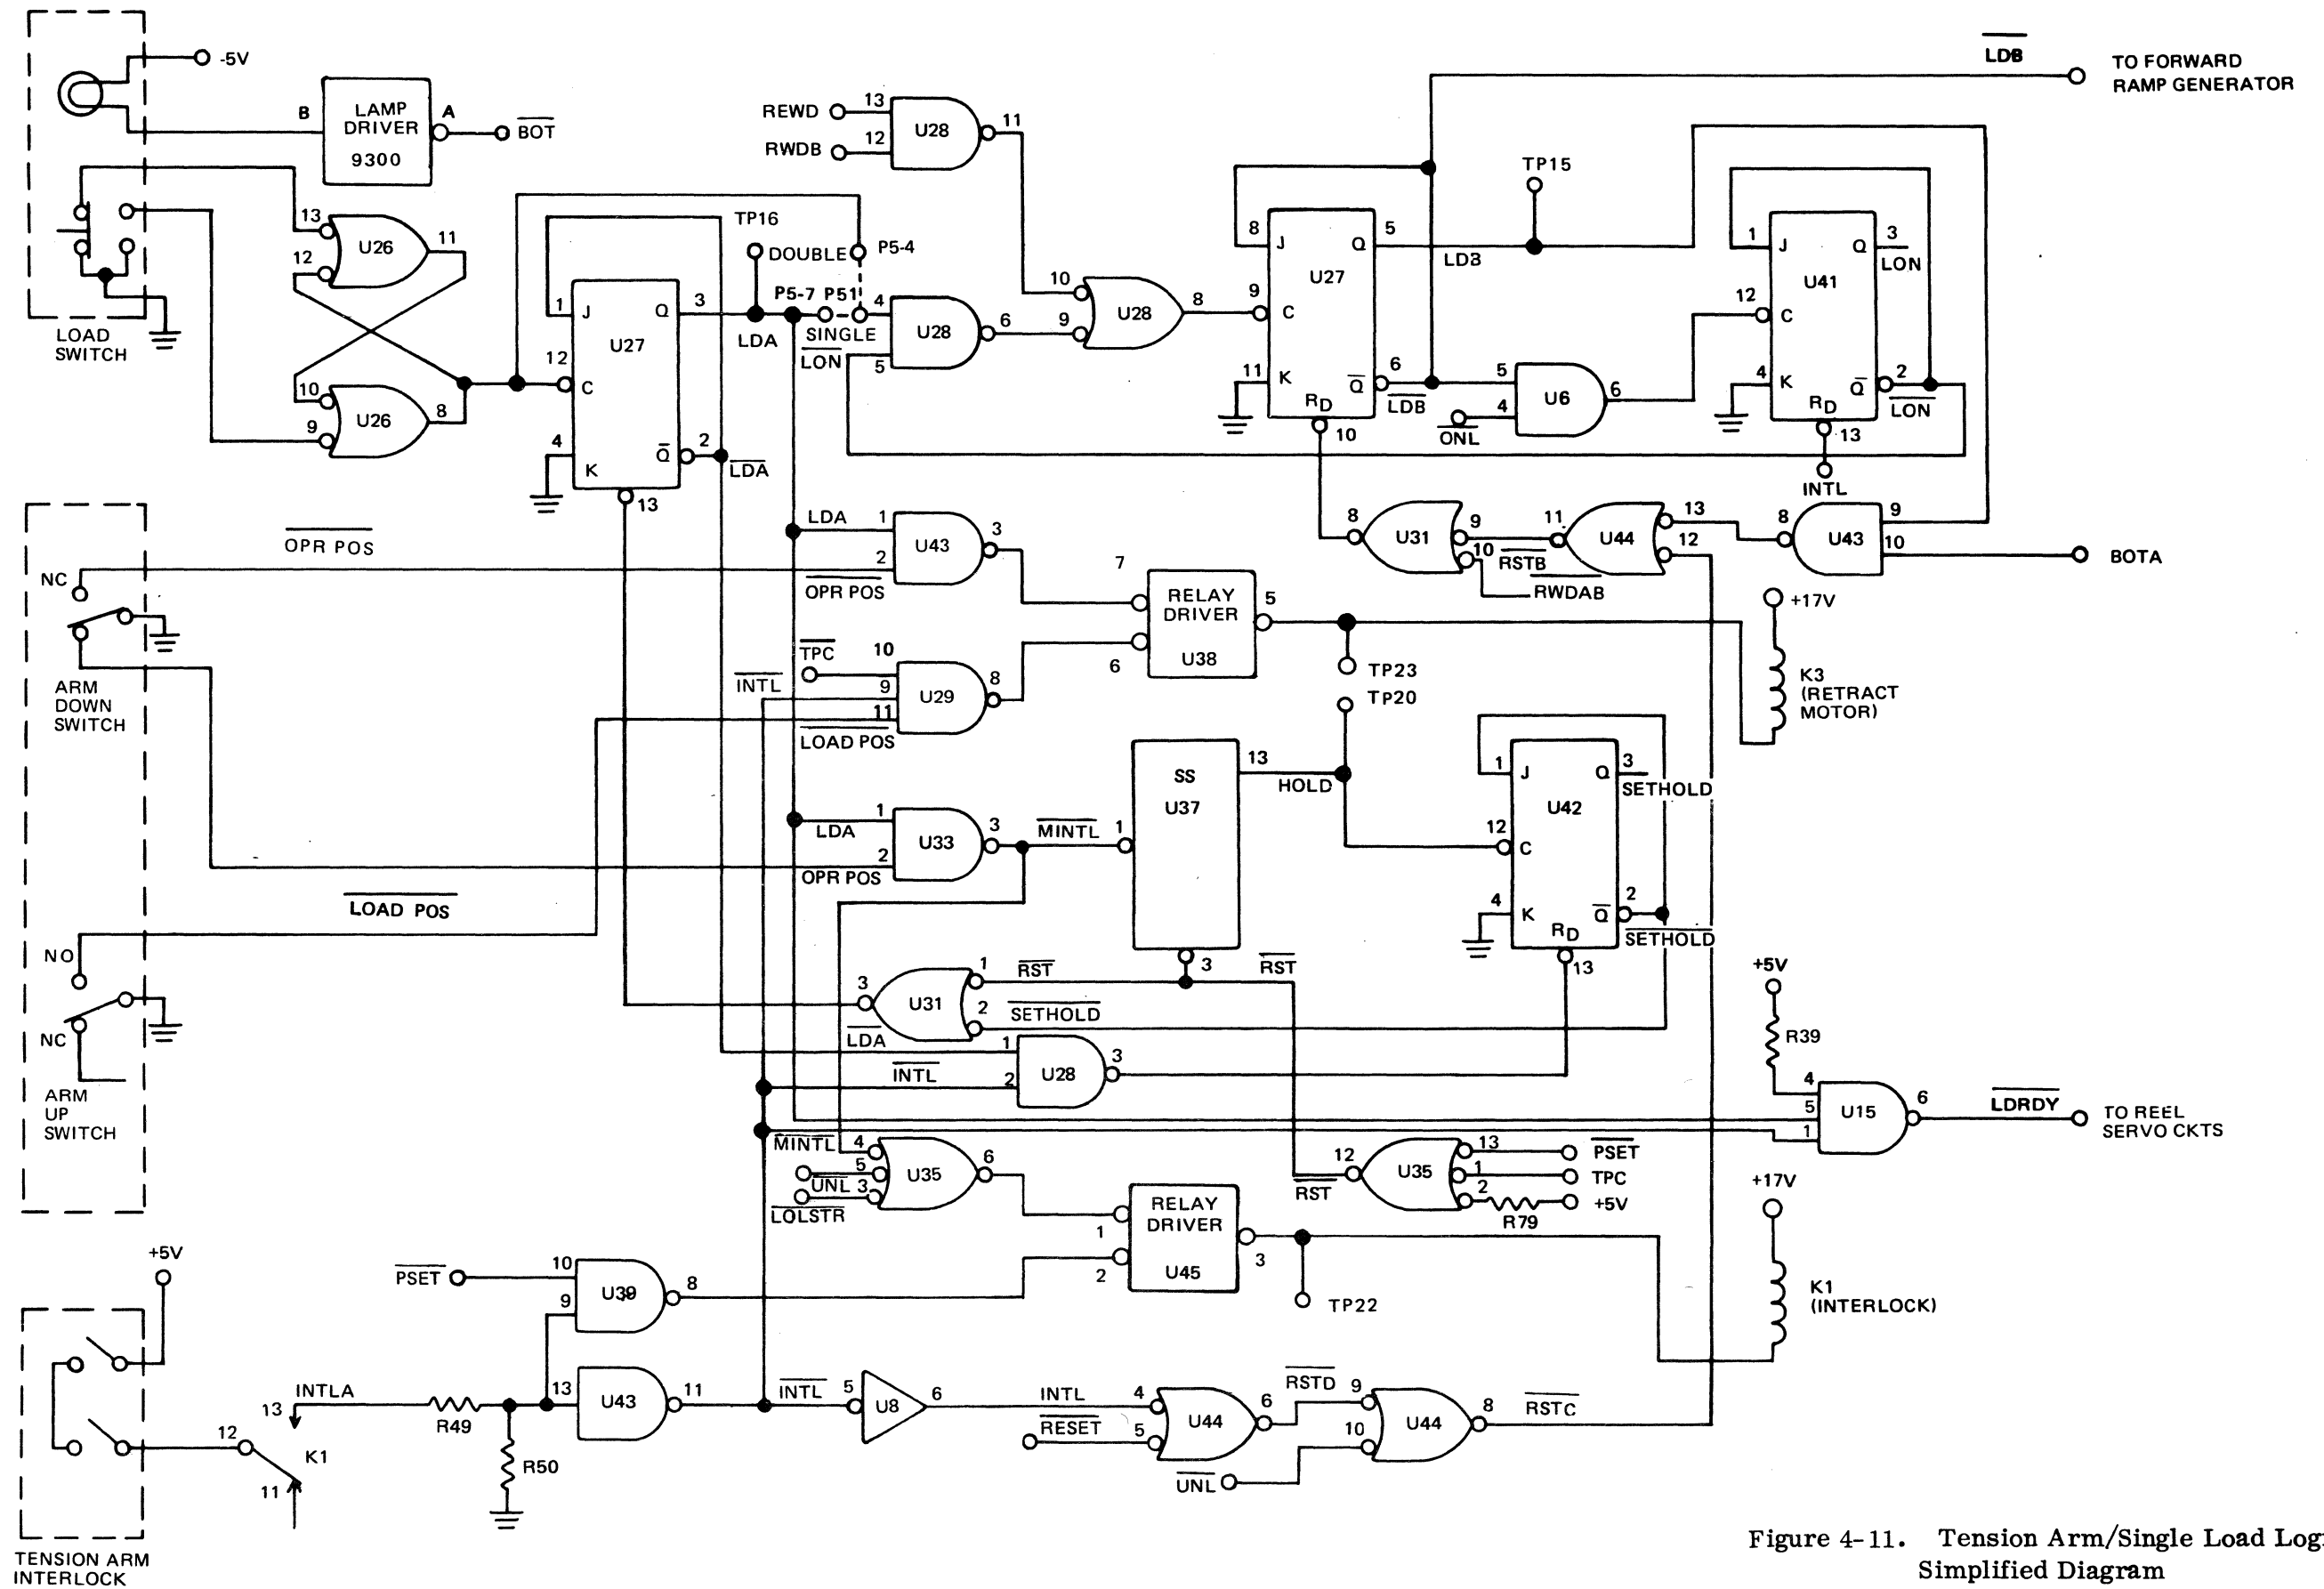 LDB
TO FORWARD
RAMP GENERATOR
-5V
B
LAMP
DRIVER
9300
A
BOT
REWD
13
RWDB
12
U28
11
TP15
LOAD
SWITCH
13
12
U26
11
10
9
U26
8
TP16
DOUBLE
P5-4
P5-7
P51
SINGLE
1
J
Q
3
U27
12
C
4
K
Q
2
LDA
13
LDA
LON
4
5
U28
6
10
9
U28
8
8
J
Q
5
U27
9
C
11
K
Q
6
RD
10
LDB
LDB
5
4
ONL
U6
6
1
J
Q
3
LON
U41
12
C
4
K
Q
2
LON
RD
13
INTL
OPR POS
LDA
1
2
OPR POS
U43
3
8
U31
9
10
RSTB
RWDAB
11
U44
13
12
8
U43
9
10
BOTA
NC
ARM
DOWN
SWITCH
7
6
RELAY
DRIVER
U38
5
TP23
TP20
+17V
K3
(RETRACT
MOTOR)
TPC
10
INTL
9
11
LOAD POS
U29
8
LDA
1
2
OPR POS
U33
3
MINTL
1
SS
U37
13
HOLD
3
1
J
Q
3
SETHOLD
U42
12
C
4
K
Q
2
SETHOLD
RD
13
LOAD POS
NO
NC
ARM
UP
SWITCH
3
U31
1
RST
RST
2
SETHOLD
LDA
1
INTL
2
U28
3
+5V
R39
4
5
1
U15
6
LDRDY
TO REEL
SERVO CKTS
MINTL
4
5
UNL
3
LOLSTR
U35
6
12
RST
U35
13
PSET
1
TPC
2
+5V
R79
RELAY
DRIVER
U45
1
2
3
TP22
+17V
K1
(INTERLOCK)
+5V
PSET
10
9
U39
8
INTLA
13
12
11
K1
R49
R50
13
U43
11
INTL
5
U8
6
INTL
4
RESET
5
U44
6
RSTD
9
10
UNL
U44
8
RSTC
TENSION ARM
INTERLOCK
Figure 4-11. Tension Arm/Single Load Log
Simplified Diagram